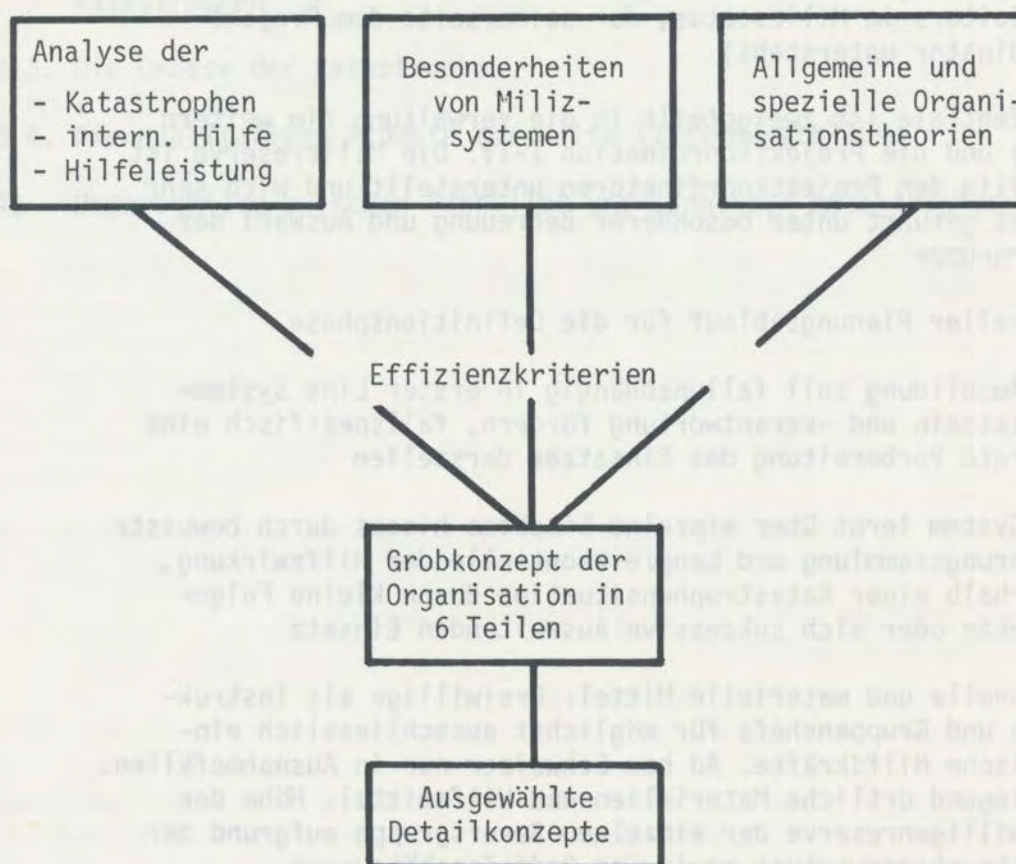 Analyse der
- Katastrophen
- intern. Hilfe
- Hilfeleistung
Besonderheiten
von Miliz-
systemen
Allgemeine und
spezielle Organi-
sationstheorien
Effizienzkriterien
Grobkonzept der
Organisation in
6 Teilen
Ausgewählte
Detailkonzepte